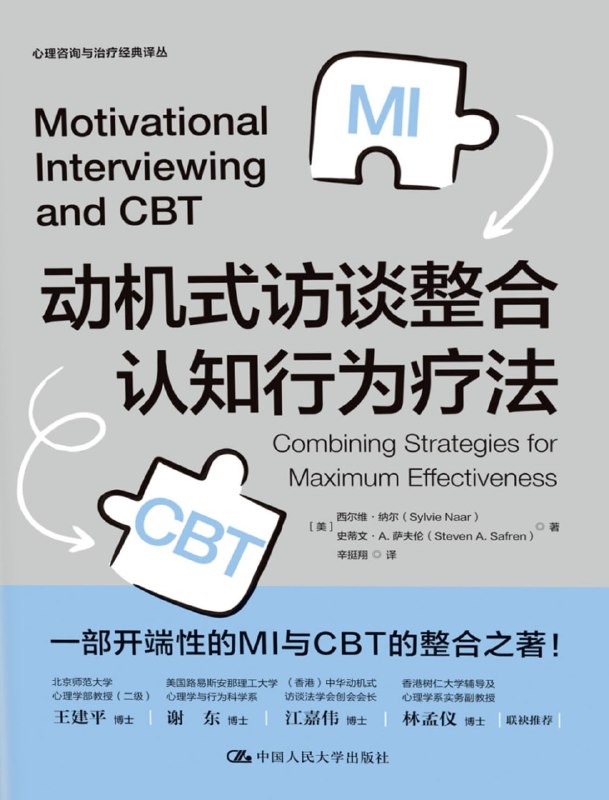 心理咨询与治疗经典译丛
MI
Motivational
Interviewing
and CBT
动机式访谈整合
认知行为疗法
Combining Strategies for
Maximum Effectiveness
CBT
[美] 西尔维·纳尔(Sylvie Naar)
史蒂文·A. 萨夫伦(Steven A. Safren) ◎ 著
辛挺翔 ◎ 译
一部开端性的MI与CBT的整合之著!
北京师范大学
心理学部教授(二级)
王建平 博士
美国路易斯安那理工大学
心理学与行为科学系
谢 东 博士
(香港)中华动机式
访谈法学会创会会长
江嘉伟 博士
香港树仁大学辅导及
心理学系实务副教授
林孟仪 博士
联袂推荐
中国人民大学出版社